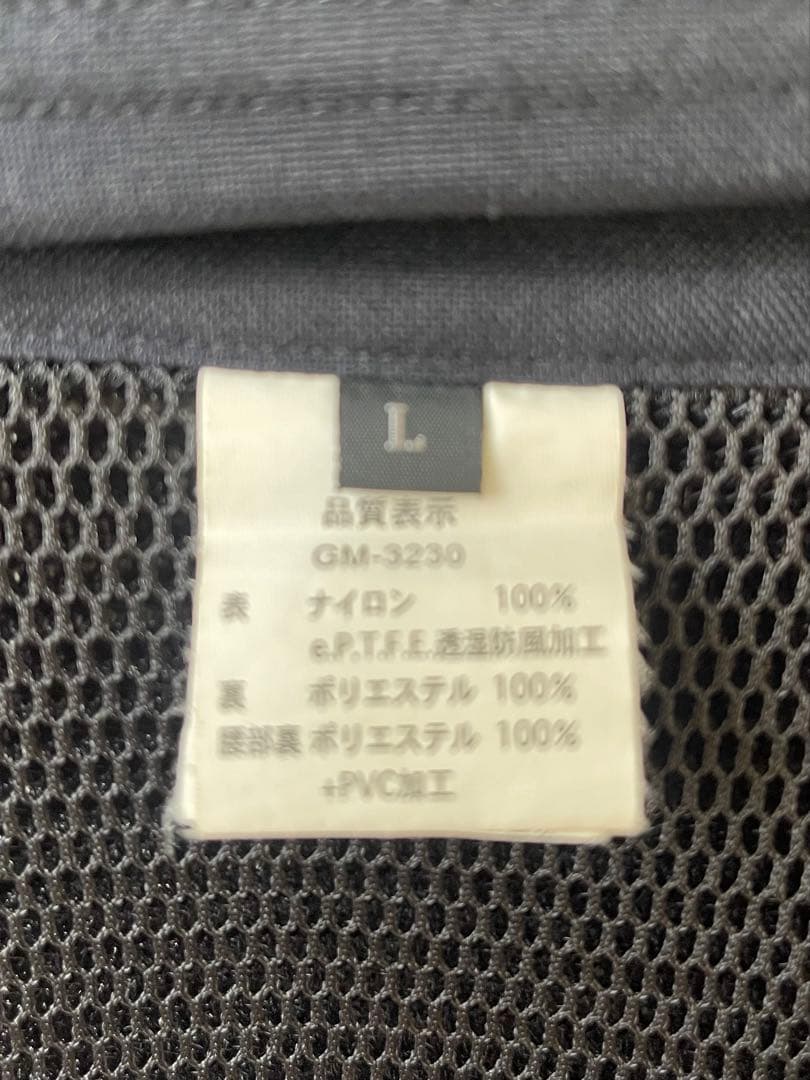 L
品質表示
GM-3230
表 ナイロン 100%
e.P.T.F.E.透湿防風加工
裏 ポリエステル 100%
腰部裏 ポリエステル 100%
+PVC加工